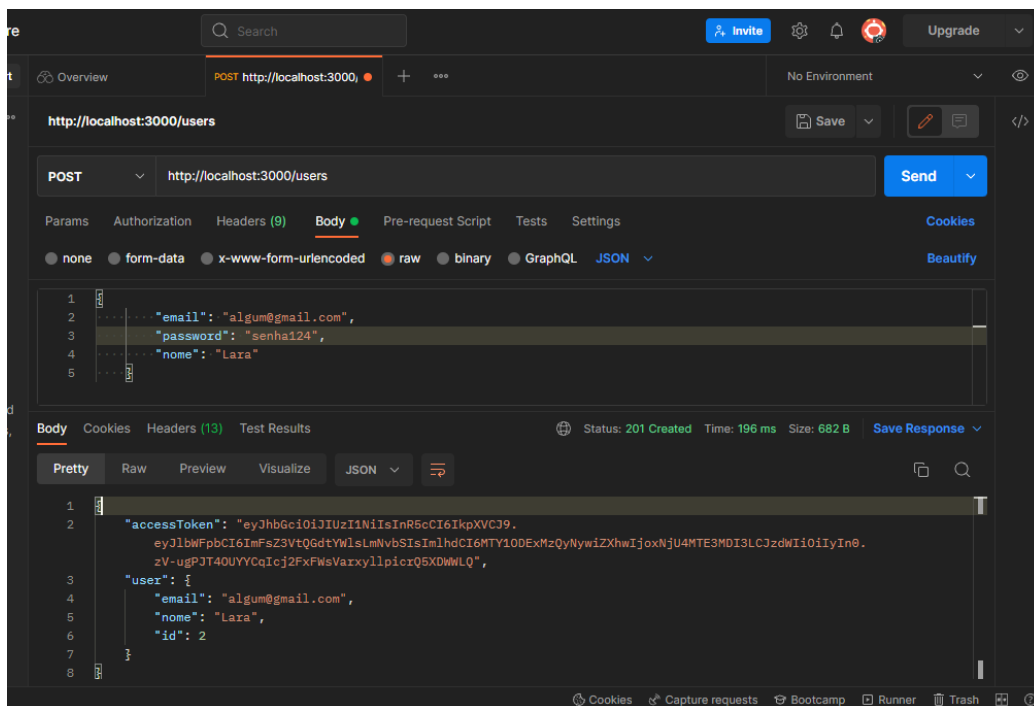 re
Search
Invite
Upgrade
t
Overview
POST http://localhost:3000/
No Environment
http://localhost:3000/users
Save
</>
POST
http://localhost:3000/users
Send
Params Authorization Headers (9) Body Pre-request Script Tests Settings Cookies
none form-data x-www-form-urlencoded raw binary GraphQL JSON Beautify
1 {
2 "email": "algum@gmail.com",
3 "password": "senha124",
4 "nome": "Lara"
5 }
d
s,
Body Cookies Headers (13) Test Results Status: 201 Created Time: 196 ms Size: 682 B Save Response
Pretty Raw Preview Visualize JSON
1 {
2 "accessToken": "eyJhbGciOiJIUzI1NiIsInR5cCI6IkpXVCJ9.
eyJlbWFpbCI6ImFsZ3VtQGdtYWlsLmNvbSIsImlhdCI6MTY1ODExMzQyNywiZXhwIjoxNjU4MTE3MDI3LCJzdWIiOiIyIn0.
zV-ugPJT4OUYYCqIcj2FxFWsVarxyllpicrQ5XDWWLQ",
3 "user": {
4 "email": "algum@gmail.com",
5 "nome": "Lara",
6 "id": 2
7 }
8 }
Cookies Capture requests Bootcamp Runner Trash